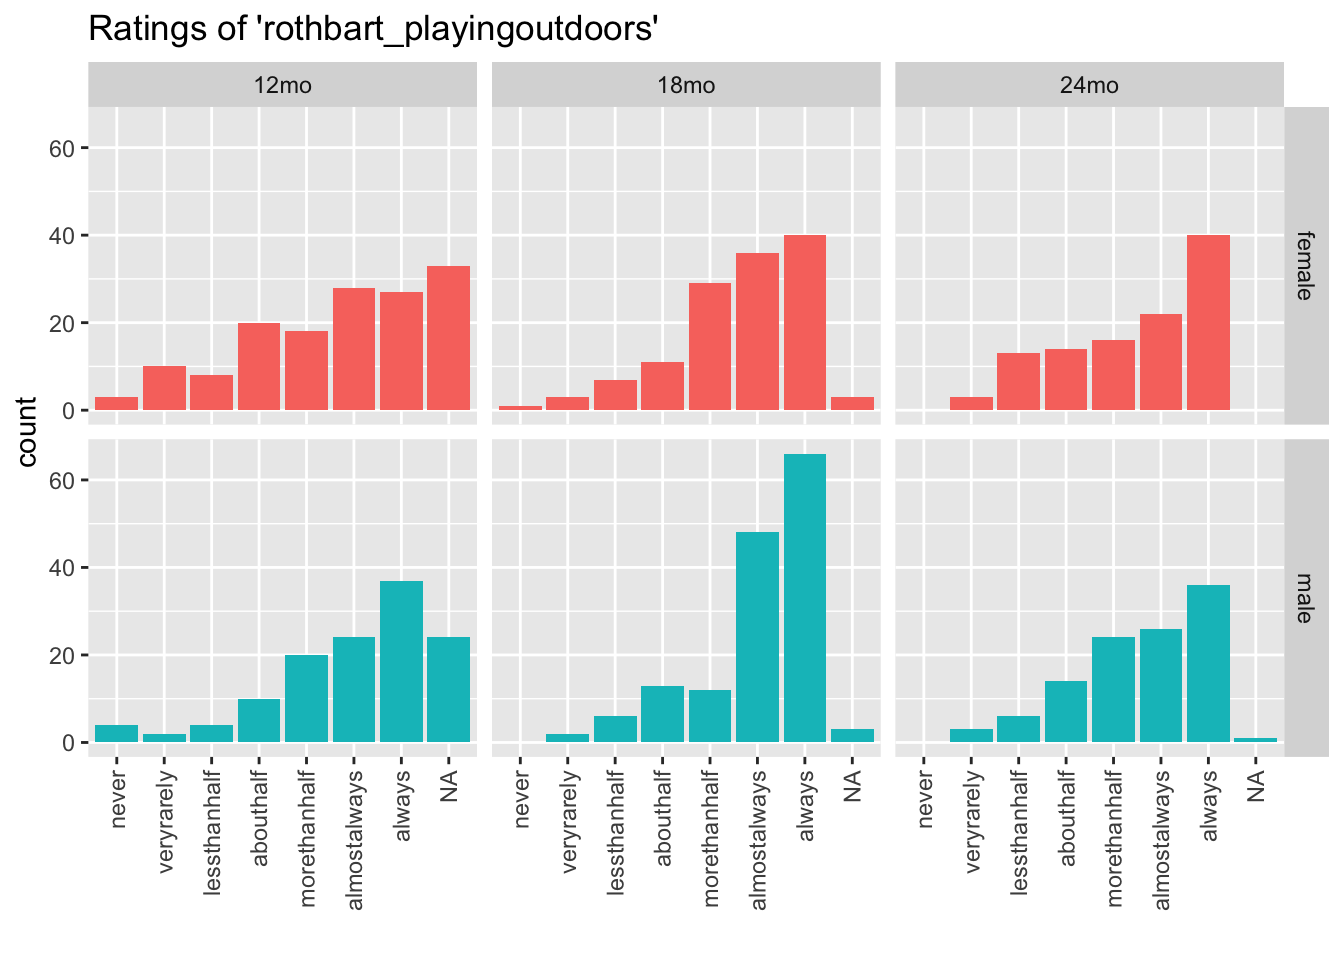 Ratings of 'rothbart_playingoutdoors'
12mo 18mo 24mo
60
40
20
0
female
count
60
40
20
0
male
never veryrarely lessthanhalf abouthalf morethanhalf almostalways always NA never veryrarely lessthanhalf abouthalf morethanhalf almostalways always NA never veryrarely lessthanhalf abouthalf morethanhalf almostalways always NA